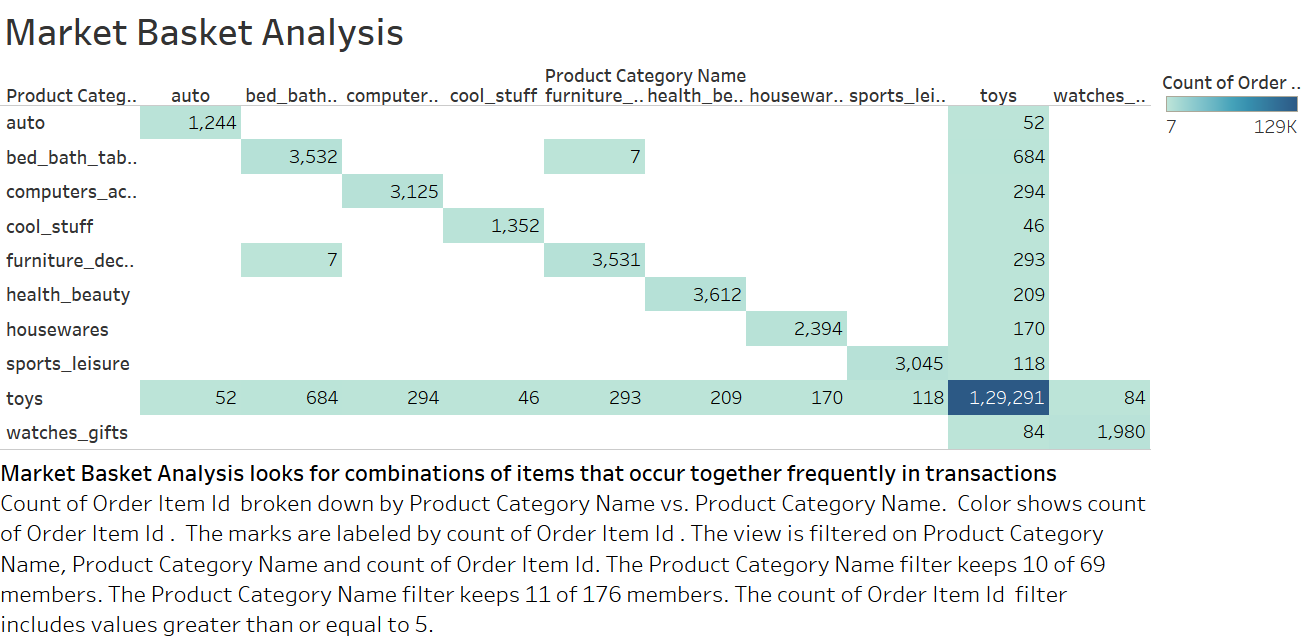 Market Basket Analysis
Product Category Name
Product Categ.. auto bed_bath.. computer.. cool_stuff furniture_.. health_be.. housewar.. sports_lei.. toys watches_..
auto 1,244 52
bed_bath_tab.. 3,532 7 684
computers_ac.. 3,125 294
cool_stuff 1,352 46
furniture_dec.. 7 3,531 293
health_beauty 3,612 209
housewares 2,394 170
sports_leisure 3,045 118
toys 52 684 294 46 293 209 170 118 1,29,291 84
watches_gifts 84 1,980
Count of Order ..
7 129K
Market Basket Analysis looks for combinations of items that occur together frequently in transactions
Count of Order Item Id broken down by Product Category Name vs. Product Category Name. Color shows count
of Order Item Id . The marks are labeled by count of Order Item Id . The view is filtered on Product Category
Name, Product Category Name and count of Order Item Id. The Product Category Name filter keeps 10 of 69
members. The Product Category Name filter keeps 11 of 176 members. The count of Order Item Id filter
includes values greater than or equal to 5.